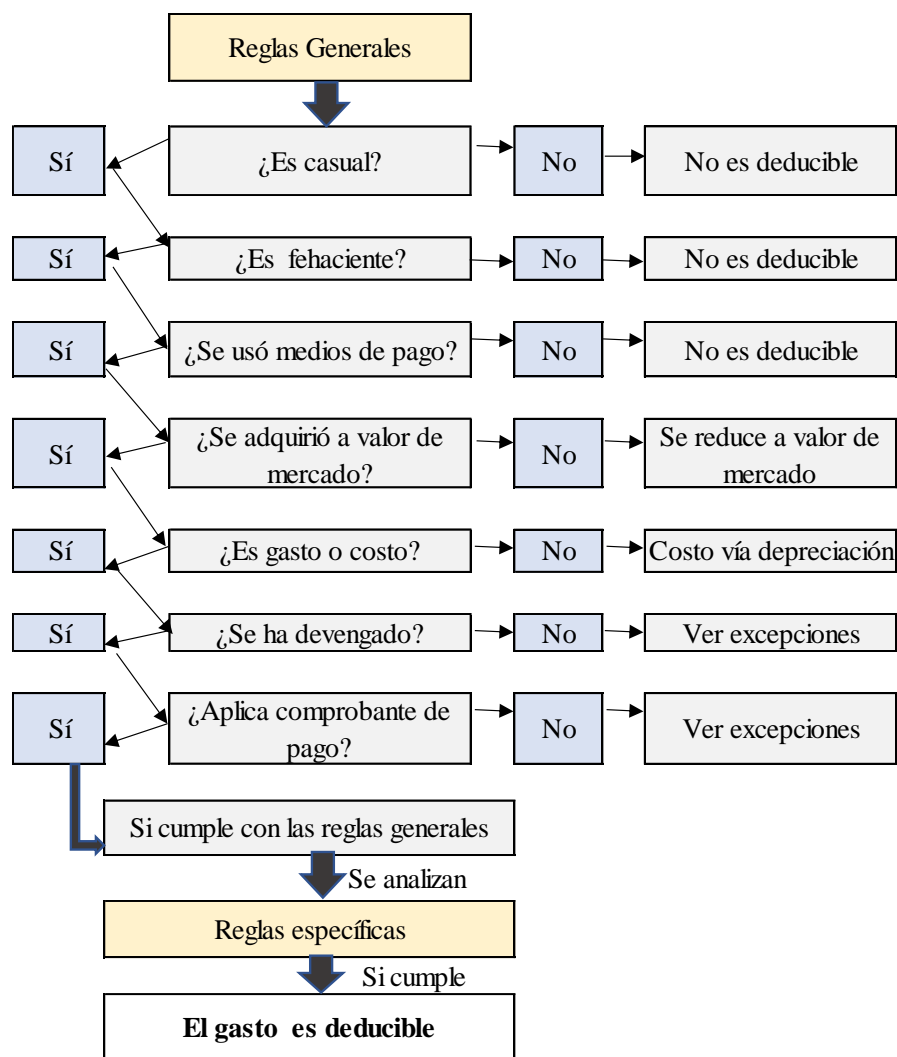 Reglas Generales
Sí
¿Es casual?
No
No es deducible
Sí
¿Es fehaciente?
No
No es deducible
Sí
¿Se usó medios de pago?
No
No es deducible
Sí
¿Se adquirió a valor de
mercado?
No
Se reduce a valor de
mercado
Sí
¿Es gasto o costo?
No
Costo vía depreciación
Sí
¿Se ha devengado?
No
Ver excepciones
Sí
¿Aplica comprobante de
pago?
No
Ver excepciones
Si cumple con las reglas generales
Se analizan
Reglas específicas
Si cumple
El gasto es deducible